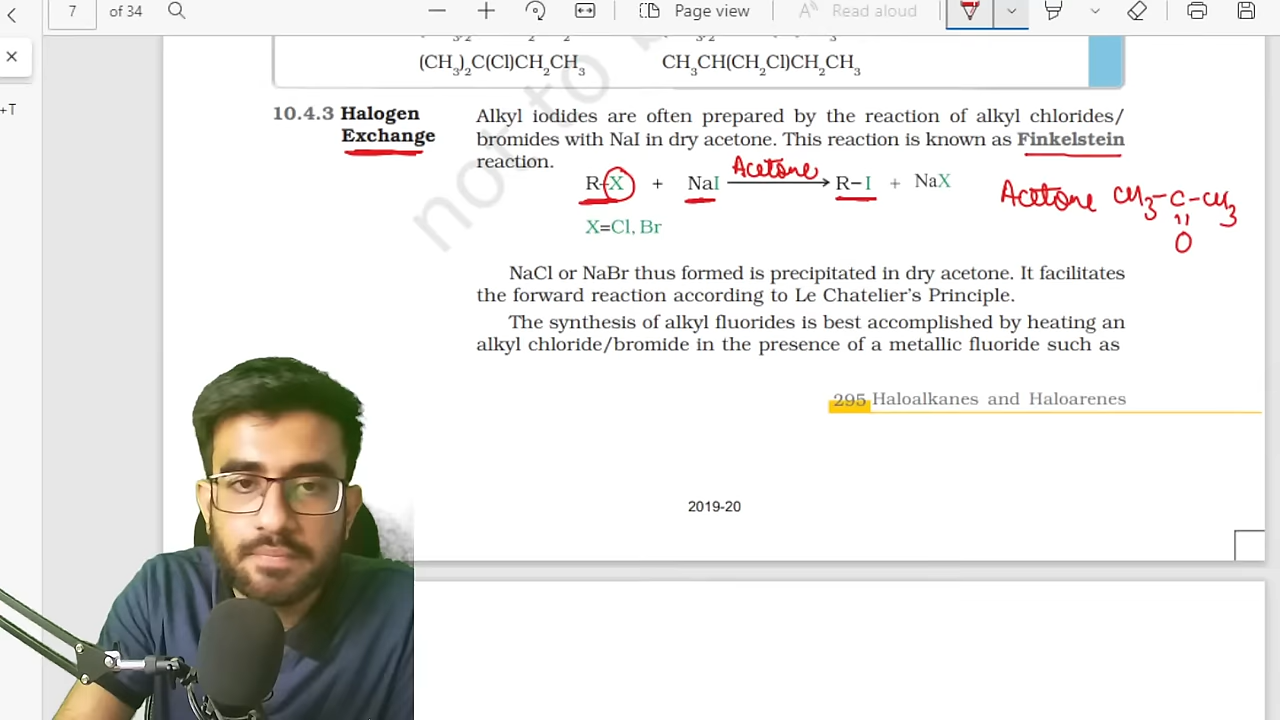 7 of 34
Page view
Read aloud
+T
(CH3)2C(Cl)CH2CH3 CH3CH(CH2Cl)CH2CH3
10.4.3 Halogen Exchange
Alkyl iodides are often prepared by the reaction of alkyl chlorides/
bromides with NaI in dry acetone. This reaction is known as Finkelstein
reaction.
Acetone
R–X + NaI → R–I + NaX
X=Cl, Br
Acetone CH3–C–CH3
O
NaCl or NaBr thus formed is precipitated in dry acetone. It facilitates
the forward reaction according to Le Chatelier's Principle.
The synthesis of alkyl fluorides is best accomplished by heating an
alkyl chloride/bromide in the presence of a metallic fluoride such as
295 Haloalkanes and Haloarenes
2019-20
not to b